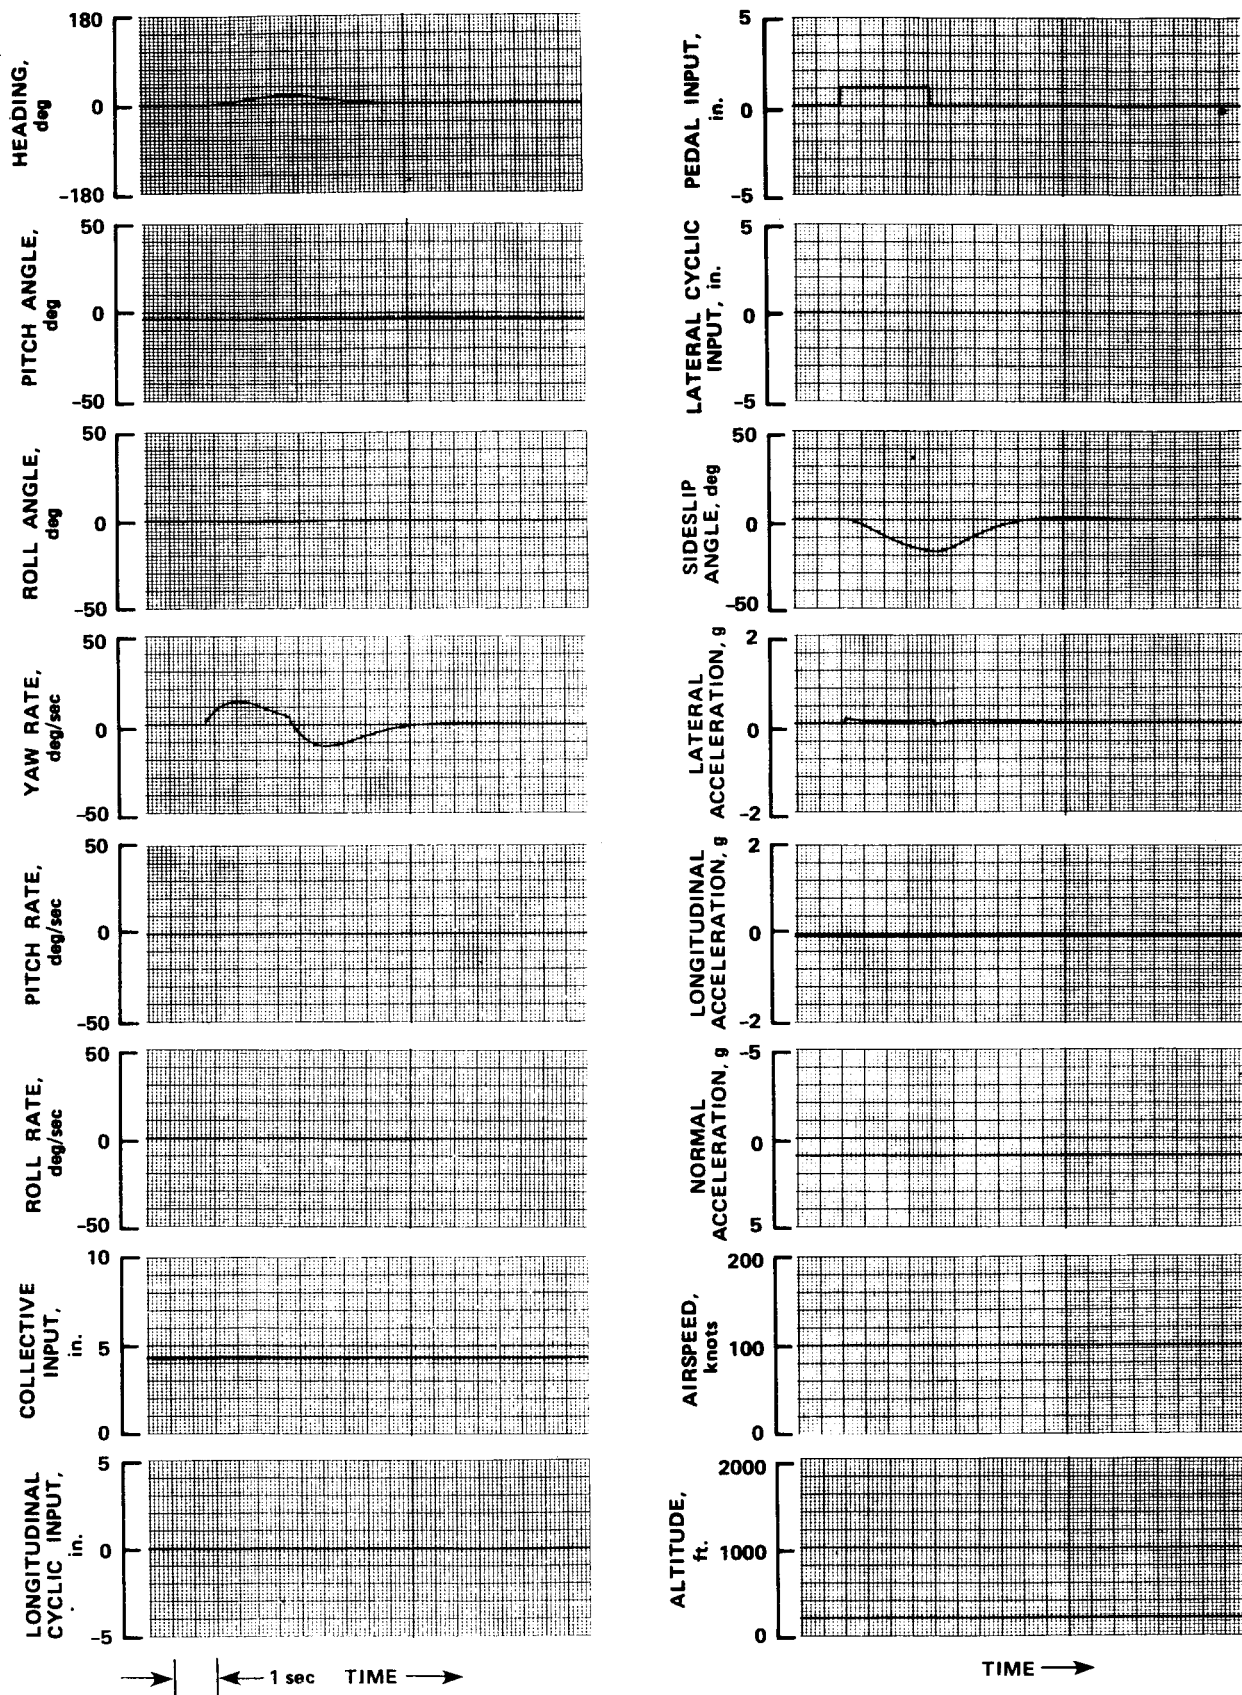 HEADING,
deg
180
0
-180
PITCH ANGLE,
deg
50
0
-50
ROLL ANGLE,
deg
50
0
-50
YAW RATE,
deg/sec
50
0
-50
PITCH RATE,
deg/sec
50
0
-50
ROLL RATE,
deg/sec
50
0
-50
COLLECTIVE
INPUT,
in.
10
5
0
LONGITUDINAL
CYCLIC INPUT,
in.
5
0
-5
1 sec TIME
PEDAL INPUT,
in.
5
0
-5
LATERAL CYCLIC
INPUT, in.
5
0
-5
SIDESLIP
ANGLE, deg
50
0
-50
LATERAL
ACCELERATION, g
2
0
-2
LONGITUDINAL
ACCELERATION, g
2
0
-2
NORMAL
ACCELERATION, g
-5
0
5
AIRSPEED,
knots
200
100
0
ALTITUDE,
ft.
2000
1000
0
TIME